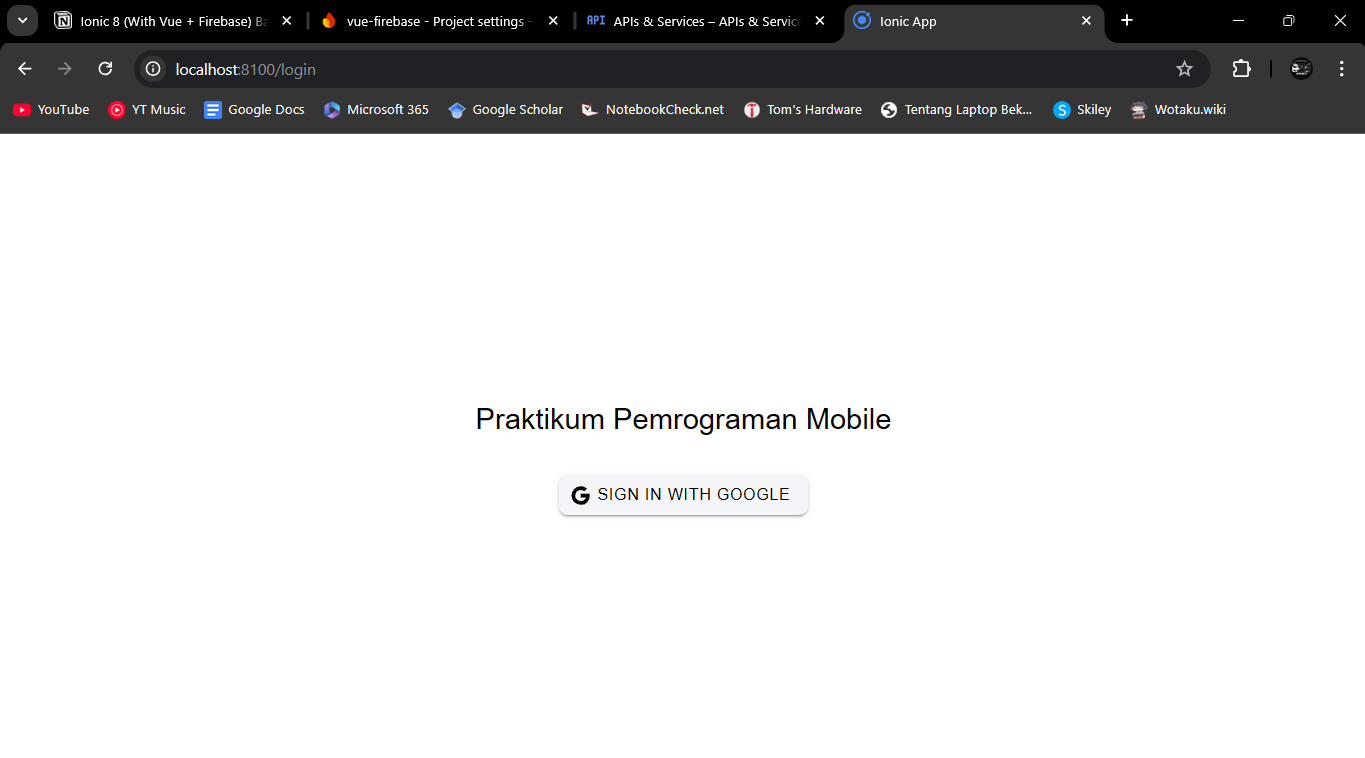 Ionic 8 (With Vue + Firebase) Ba
vue-firebase - Project settings -
API APIs & Services – APIs & Service
Ionic App
localhost:8100/login
YouTube
YT Music
Google Docs
Microsoft 365
Google Scholar
NotebookCheck.net
Tom's Hardware
Tentang Laptop Bek...
Skiley
Wotaku.wiki
Praktikum Pemrograman Mobile
G SIGN IN WITH GOOGLE